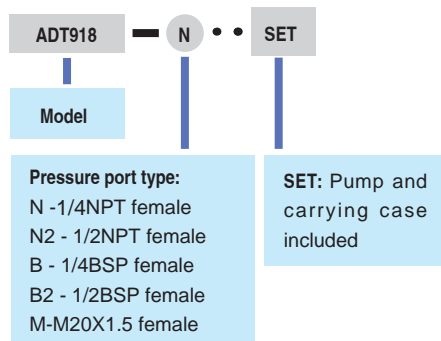 ADT918 — N •• SET
Model
Pressure port type:
N -1/4NPT female
N2 - 1/2NPT female
B - 1/4BSP female
B2 - 1/2BSP female
M-M20X1.5 female
SET: Pump and
carrying case
included